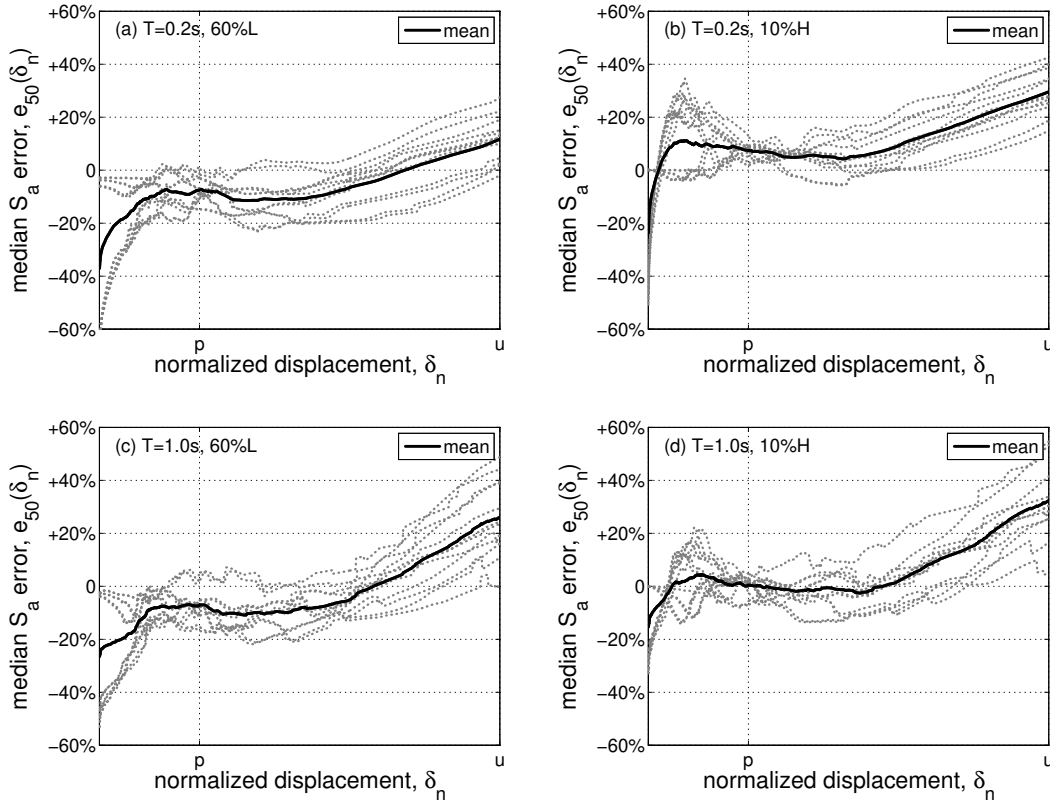 +60%
(a) T=0.2s, 60%L
mean
+40%
+20%
0
−20%
−40%
−60%
median S_a error, e_50(δ_n)
p
u
normalized displacement, δ_n
+60%
(b) T=0.2s, 10%H
mean
+40%
+20%
0
−20%
−40%
−60%
median S_a error, e_50(δ_n)
p
u
normalized displacement, δ_n
+60%
(c) T=1.0s, 60%L
mean
+40%
+20%
0
−20%
−40%
−60%
median S_a error, e_50(δ_n)
p
u
normalized displacement, δ_n
+60%
(d) T=1.0s, 10%H
mean
+40%
+20%
0
−20%
−40%
−60%
median S_a error, e_50(δ_n)
p
u
normalized displacement, δ_n